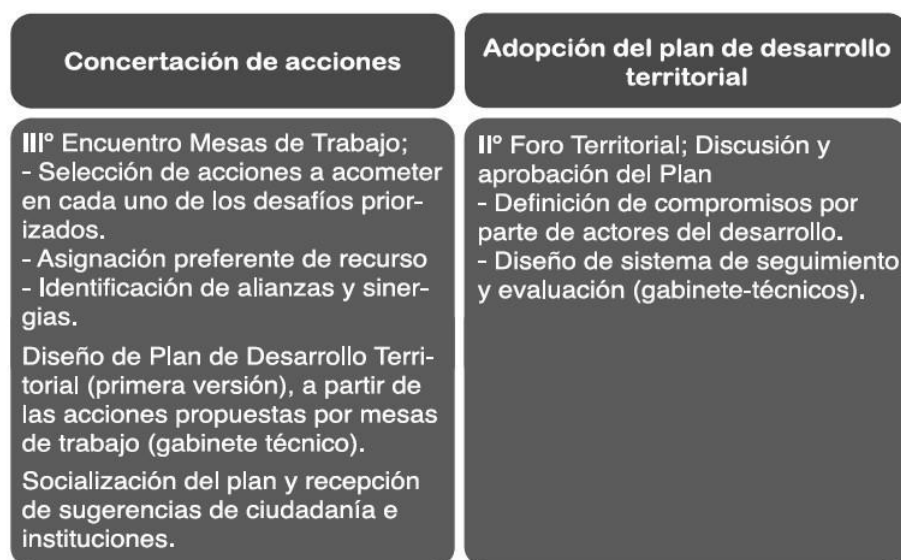 Concertación de acciones
IIIº Encuentro Mesas de Trabajo;
- Selección de acciones a acometer
en cada uno de los desafíos prior-
izados.
- Asignación preferente de recurso
- Identificación de alianzas y siner-
gias.
Diseño de Plan de Desarrollo Terri-
torial (primera versión), a partir de
las acciones propuestas por mesas
de trabajo (gabinete técnico).
Socialización del plan y recepción
de sugerencias de ciudadanía e
instituciones.
Adopción del plan de desarrollo
territorial
IIº Foro Territorial; Discusión y
aprobación del Plan
- Definición de compromisos por
parte de actores del desarrollo.
- Diseño de sistema de seguimiento
y evaluación (gabinete-técnicos).